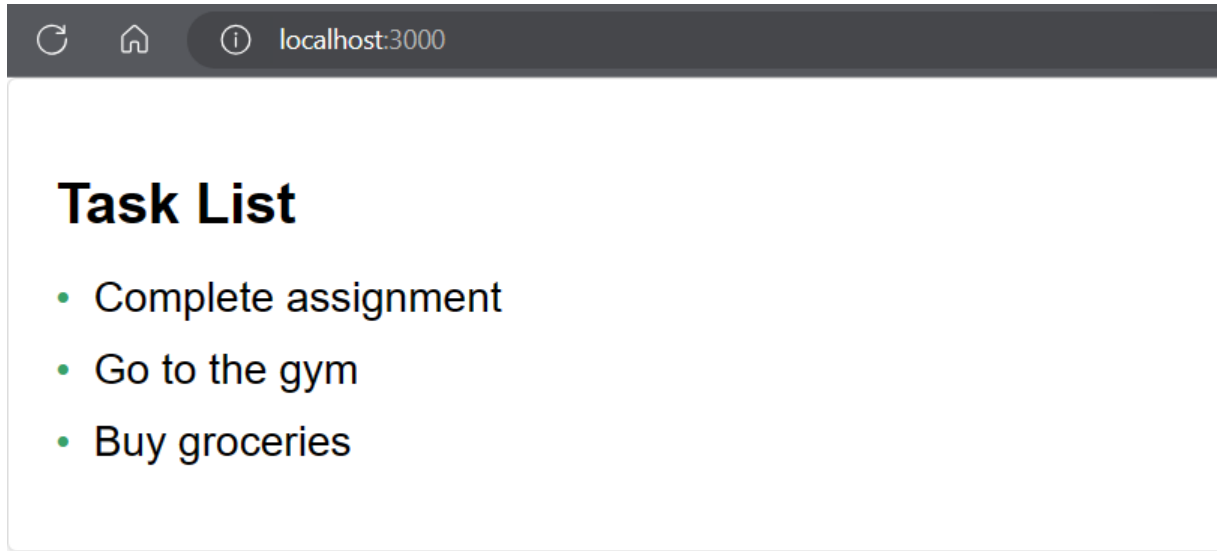 localhost:3000
Task List
• Complete assignment
• Go to the gym
• Buy groceries